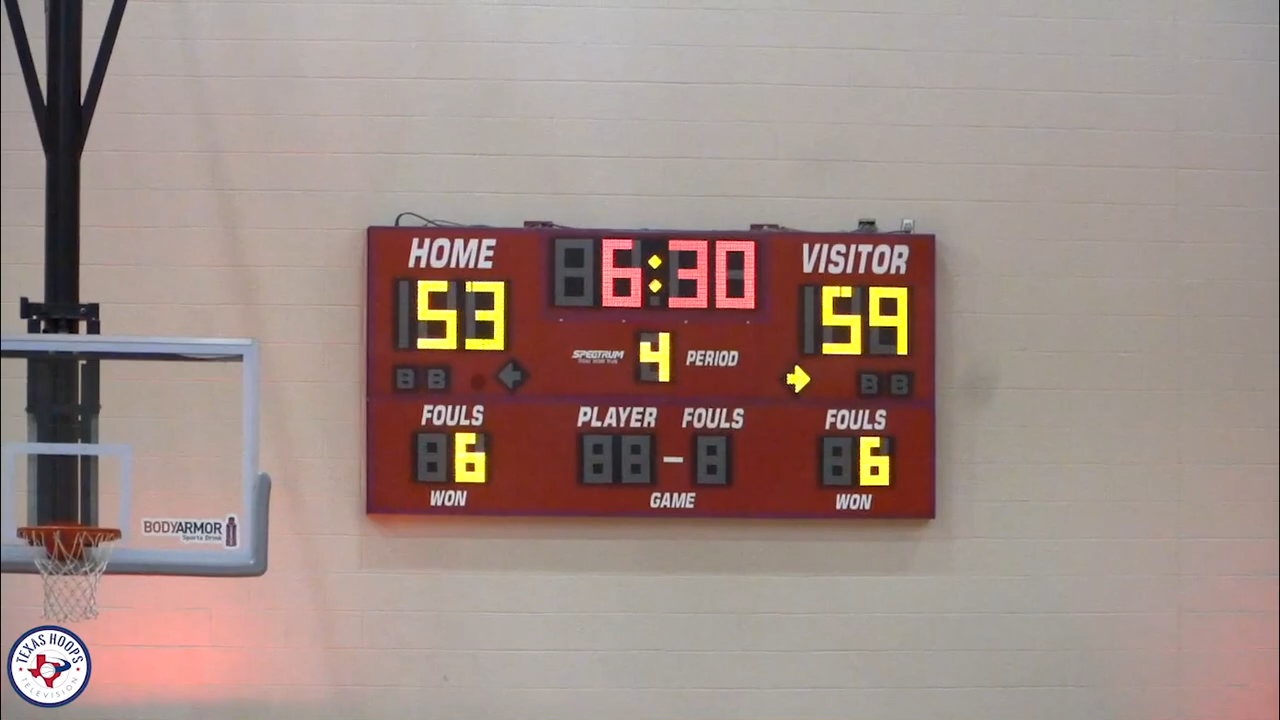 HOME 6:30 VISITOR
53 59
SPECTRUM 4 PERIOD
FOULS PLAYER FOULS FOULS
6 - 6
WON GAME WON
BODYARMOR
Sports Drink
TEXAS HOOPS
TELEVISION